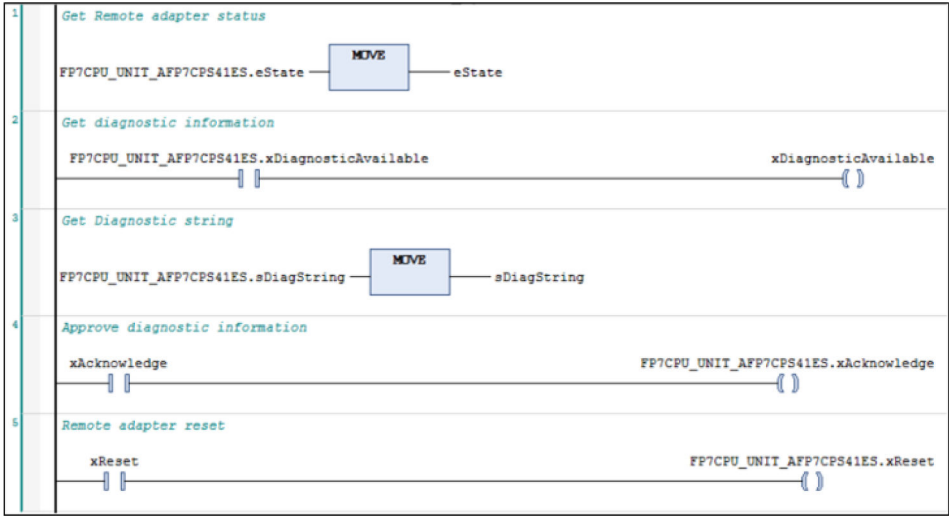 1
Get Remote adapter status
MOVE
FP7CPU_UNIT_AFP7CPS41ES.eState
eState
2
Get diagnostic information
FP7CPU_UNIT_AFP7CPS41ES.xDiagnosticAvailable
xDiagnosticAvailable
3
Get Diagnostic string
MOVE
FP7CPU_UNIT_AFP7CPS41ES.sDiagString
sDiagString
4
Approve diagnostic information
xAcknowledge
FP7CPU_UNIT_AFP7CPS41ES.xAcknowledge
5
Remote adapter reset
xReset
FP7CPU_UNIT_AFP7CPS41ES.xReset